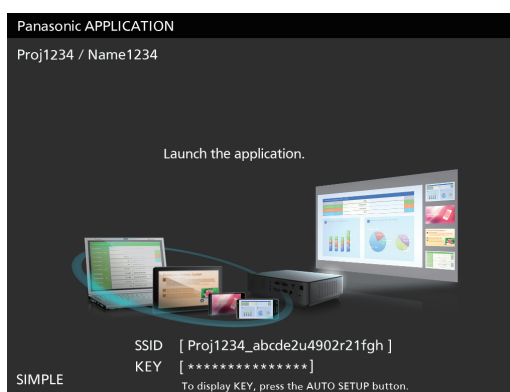 Panasonic APPLICATION
Proj1234 / Name1234
Launch the application.
SSID [ Proj1234_abcde2u4902r21fgh ]
KEY [ *************** ]
SIMPLE
To display KEY, press the AUTO SETUP button.